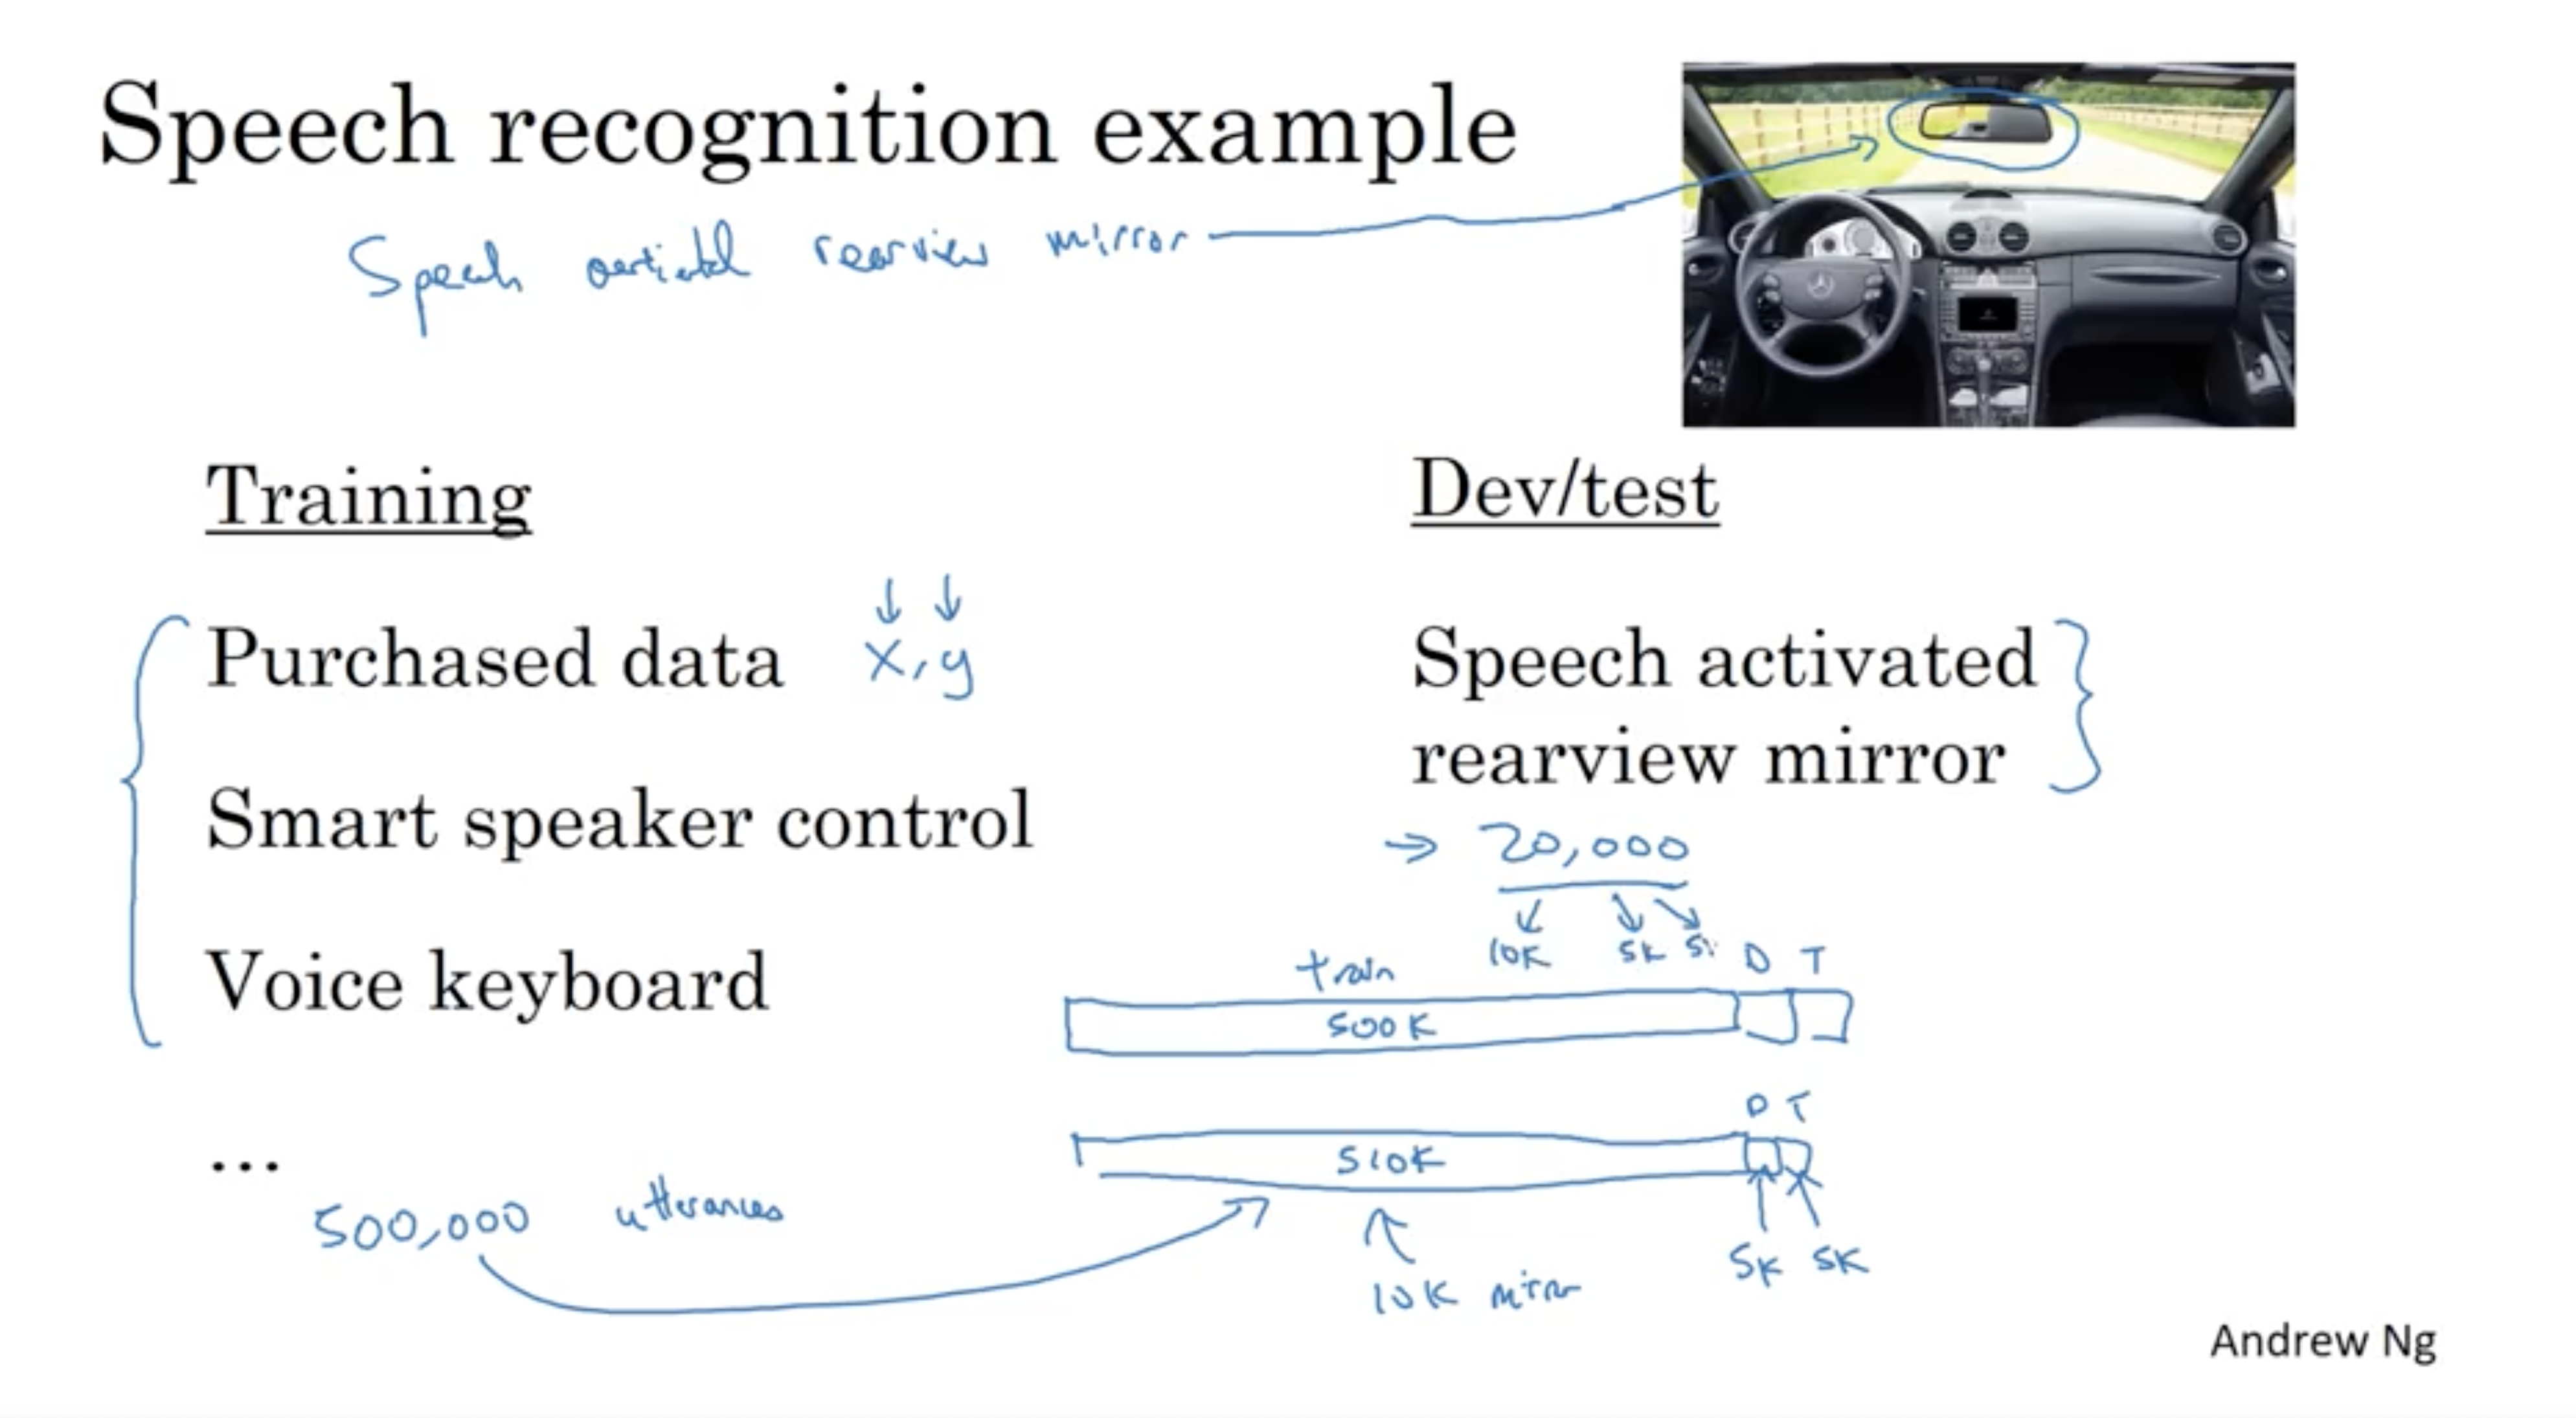 Speech recognition example
Speech activated rearview mirror
Training
Purchased data x,y
Smart speaker control
Voice keyboard
...
500,000 utterances
Dev/test
Speech activated
rearview mirror
20,000
10K 5K 5K
train D T
500K
D T
510K
10K mirror
5K 5K
Andrew Ng